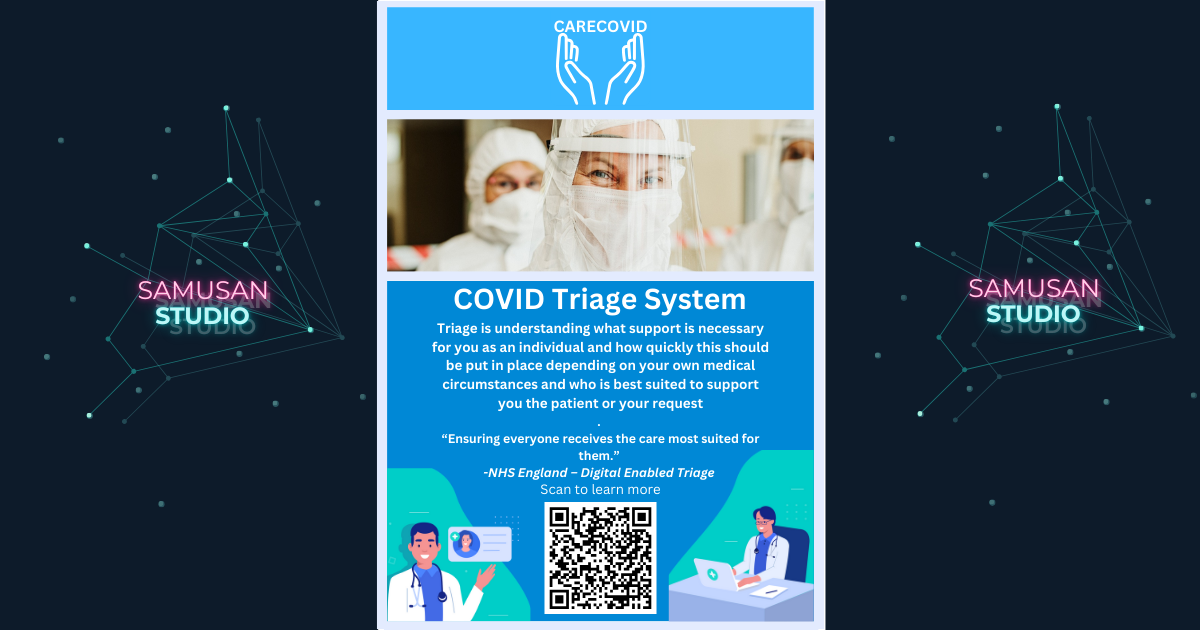 CARECOVID
SAMUSAN
STUDIO
COVID Triage System
Triage is understanding what support is necessary
for you as an individual and how quickly this should
be put in place depending on your own medical
circumstances and who is best suited to support
you the patient or your request
.
“Ensuring everyone receives the care most suited for
them.”
-NHS England – Digital Enabled Triage
Scan to learn more
SAMUSAN
STUDIO